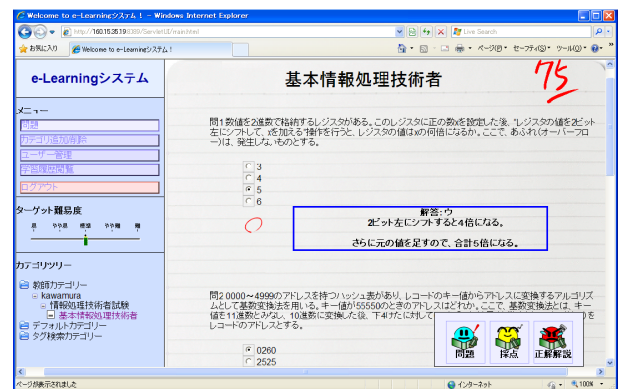 Welcome to e-Learningシステム! - Windows Internet Explorer
Live Search
お気に入り
Welcome to e-Learningシステム!
ページ(P)
セーフティ(S)
ツール(O)
e-Learningシステム
メニュー
問題
カテゴリ追加/削除
ユーザー管理
学習履歴閲覧
ログアウト
ターゲット難易度
易 やや易 標準 やや難 難
カテゴリツリー
教師カテゴリー
kawamura
情報処理技術者試験
基本情報処理技術者
デフォルトカテゴリー
タグ検索カテゴリー
基本情報処理技術者
75
問1 数値を2進数で格納するレジスタがある。このレジスタに正の数xを設定した後、"レジスタの値を2ビット
左にシフトして、xを加える"操作を行うと、レジスタの値はxの何倍になるか。ここで、あふれ(オーバーフロ
ー)は、発生しないものとする。
3
4
5
6
解答:ウ
2ビット左にシフトすると4倍になる。
さらに元の値を足すので、合計5倍になる。
問2 0000～4999のアドレスを持つハッシュ表があり、レコードのキー値からアドレスに変換するアルゴリズ
ムとして基数変換法を用いる。キー値が55550のときのアドレスはどれか。ここで、基数変換法とは、キー
値を11進数とみなし、10進数に変換した後、下4けたに対して
を
レコードのアドレスとする。
0260
2525
問題 採点 正解解説
ページが表示されました
インターネット
100%